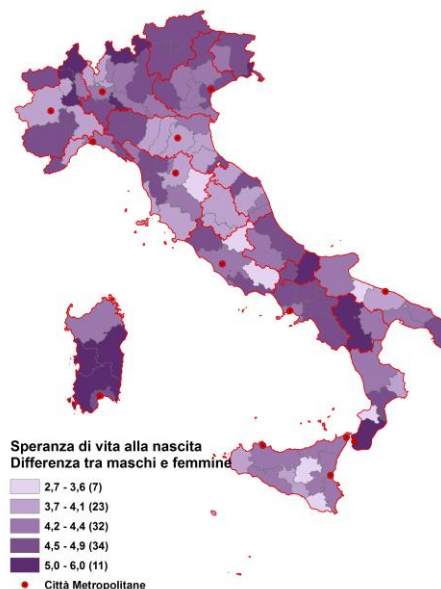 Speranza di vita alla nascita
Differenza tra maschi e femmine
2,7 - 3,6 (7)
3,7 - 4,1 (23)
4,2 - 4,4 (32)
4,5 - 4,9 (34)
5,0 - 6,0 (11)
Città Metropolitane